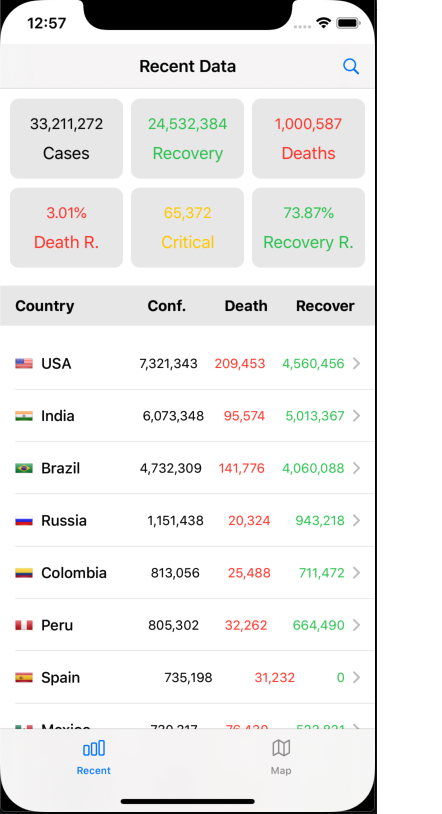 12:57
Recent Data
33,211,272 24,532,384 1,000,587
Cases Recovery Deaths
3.01% 65,372 73.87%
Death R. Critical Recovery R.
Country Conf. Death Recover
USA 7,321,343 209,453 4,560,456
India 6,073,348 95,574 5,013,367
Brazil 4,732,309 141,776 4,060,088
Russia 1,151,438 20,324 943,218
Colombia 813,056 25,488 711,472
Peru 805,302 32,262 664,490
Spain 735,198 31,232 0
Recent Map